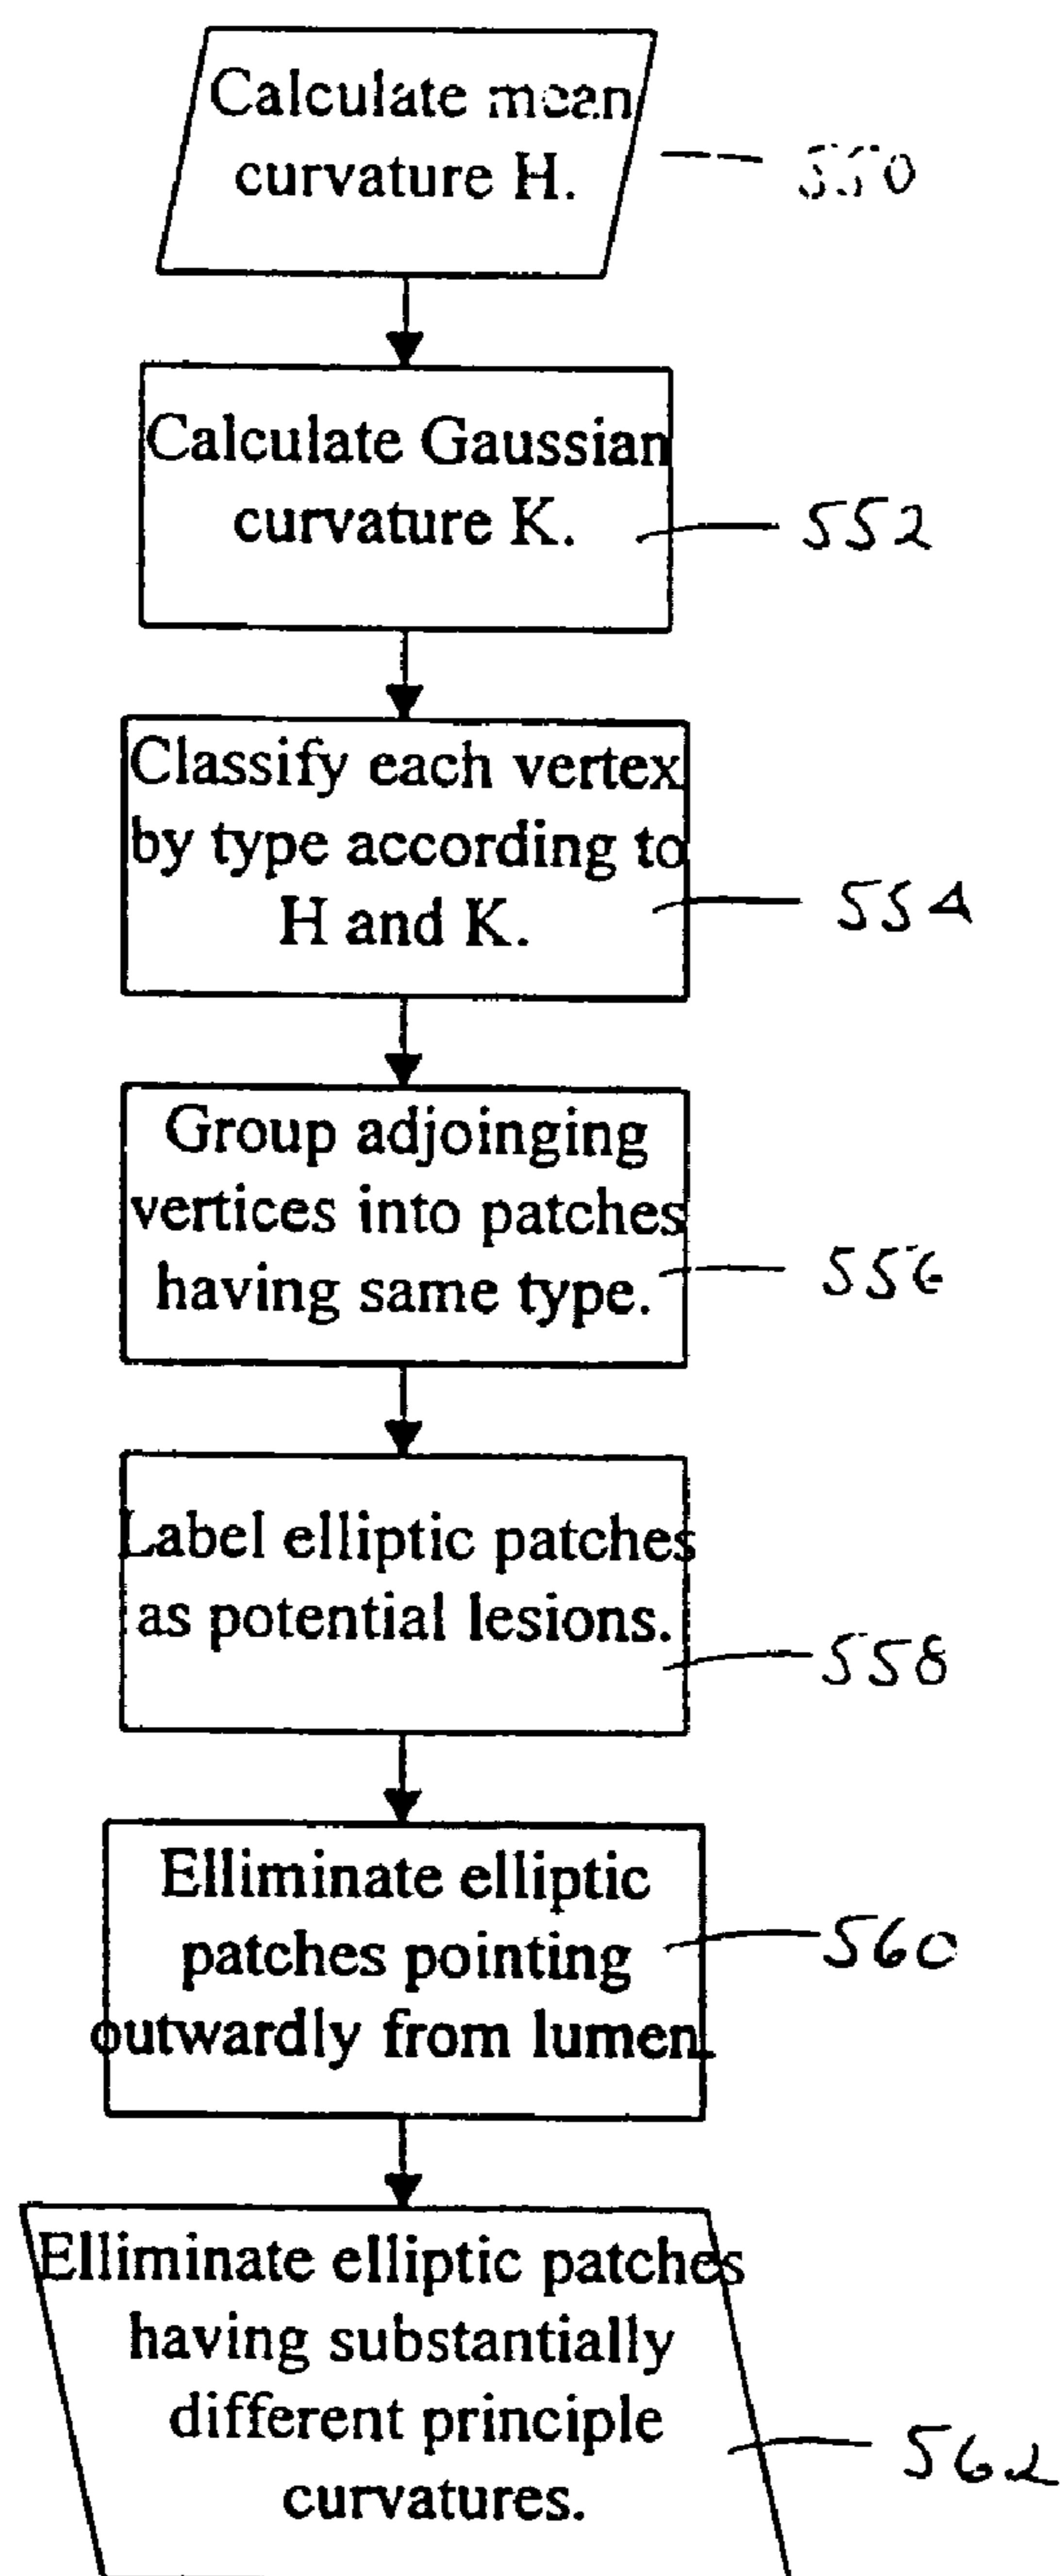 Calculate mean
curvature H.
550
Calculate Gaussian
curvature K.
552
Classify each vertex
by type according to
H and K.
554
Group adjoinging
vertices into patches
having same type.
556
Label elliptic patches
as potential lesions.
558
Elliminate elliptic
patches pointing
outwardly from lumen.
560
Elliminate elliptic patches
having substantially
different principle
curvatures.
562